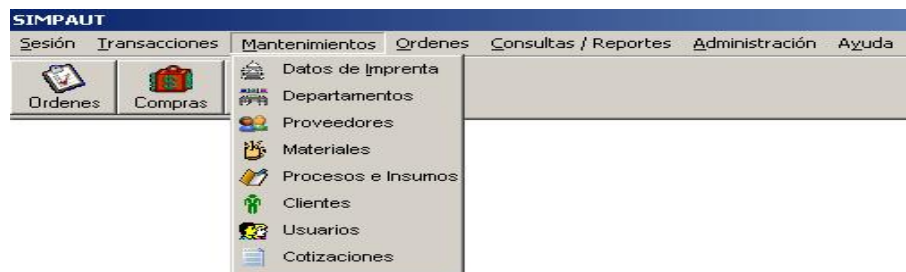 SIMPAUT
Sesión Transacciones Mantenimientos Ordenes Consultas / Reportes Administración Ayuda
Ordenes Compras
Datos de Imprenta
Departamentos
Proveedores
Materiales
Procesos e Insumos
Clientes
Usuarios
Cotizaciones